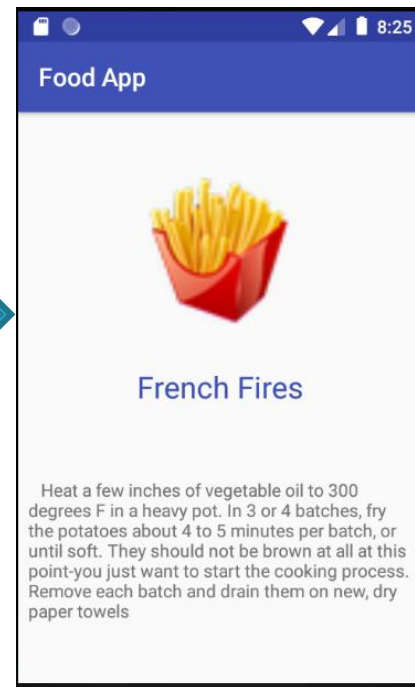 8:25
Food App
French Fires
Heat a few inches of vegetable oil to 300
degrees F in a heavy pot. In 3 or 4 batches, fry
the potatoes about 4 to 5 minutes per batch, or
until soft. They should not be brown at all at this
point-you just want to start the cooking process.
Remove each batch and drain them on new, dry
paper towels